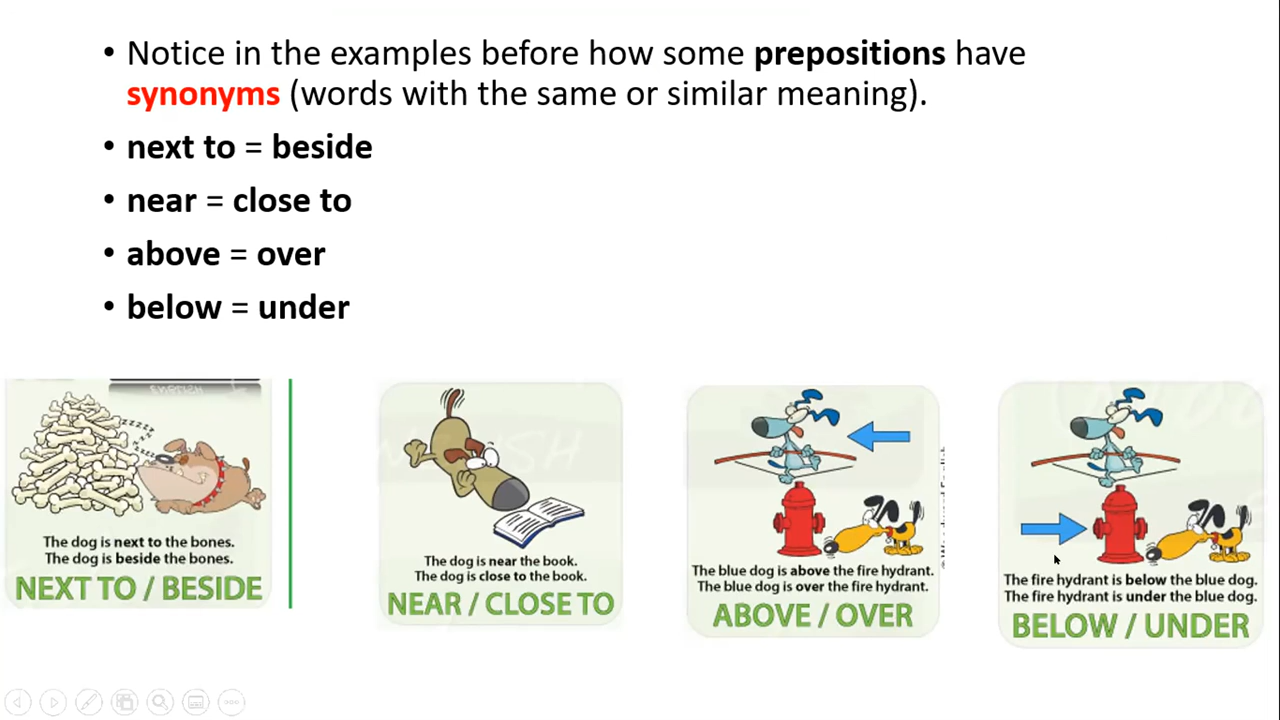 • Notice in the examples before how some prepositions have
synonyms (words with the same or similar meaning).
• next to = beside
• near = close to
• above = over
• below = under
zzzzz
The dog is next to the bones.
The dog is beside the bones.
NEXT TO / BESIDE
The dog is near the book.
The dog is close to the book.
NEAR / CLOSE TO
The blue dog is above the fire hydrant.
The blue dog is over the fire hydrant.
ABOVE / OVER
The fire hydrant is below the blue dog.
The fire hydrant is under the blue dog.
BELOW / UNDER